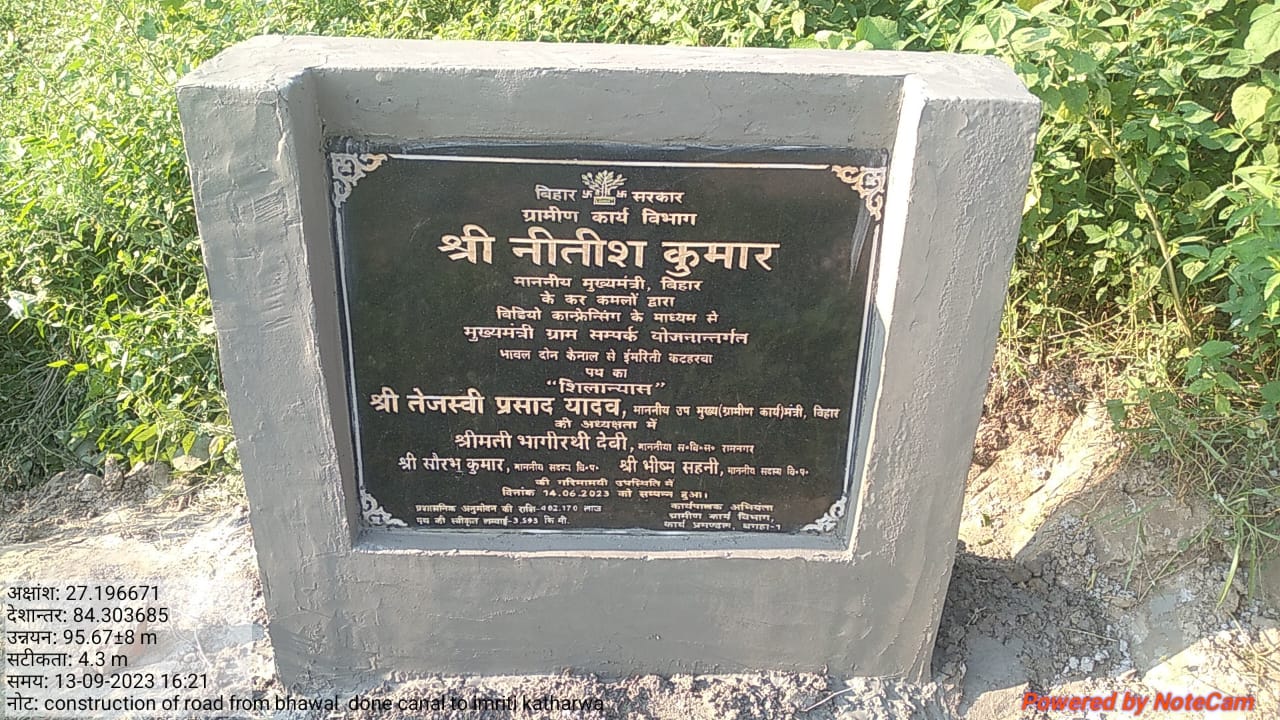 बिहार सरकार
ग्रामीण कार्य विभाग
श्री नीतीश कुमार
माननीय मुख्यमंत्री, बिहार
के कर कमलों द्वारा
विडियो कान्फ्रेन्सिंग के माध्यम से
मुख्यमंत्री ग्राम सम्पर्क योजनान्तर्गत
भावल दोन कैनाल से ईमरिती कटहरवा
पथ का
“शिलान्यास”
श्री तेजस्वी प्रसाद यादव, माननीय उप मुख्य(ग्रामीण कार्य)मंत्री, बिहार
की अध्यक्षता में
श्रीमती भागीरथी देवी, माननीया स०वि०स० रामनगर
श्री सौरभ कुमार, माननीय सदस्य वि०प० श्री भीष्म सहनी, माननीय सदस्य वि०प०
की गरिमामयी उपस्थिति में
दिनांक 14.06.2023 को सम्पन्न हुआ।
प्रशासनिक अनुमोदन की राशि-402.170 लाख
पथ की स्वीकृत लम्बाई-3.593 कि मी.
कार्यपालक अभियंता
ग्रामीण कार्य विभाग,
कार्य प्रमण्डल, बगहा-1
अक्षांश: 27.196671
देशान्तर: 84.303685
उन्नयन: 95.67±8 m
सटीकता: 4.3 m
समय: 13-09-2023 16:21
नोट: construction of road from bhawal done canal to imriti katharwa
Powered by NoteCam